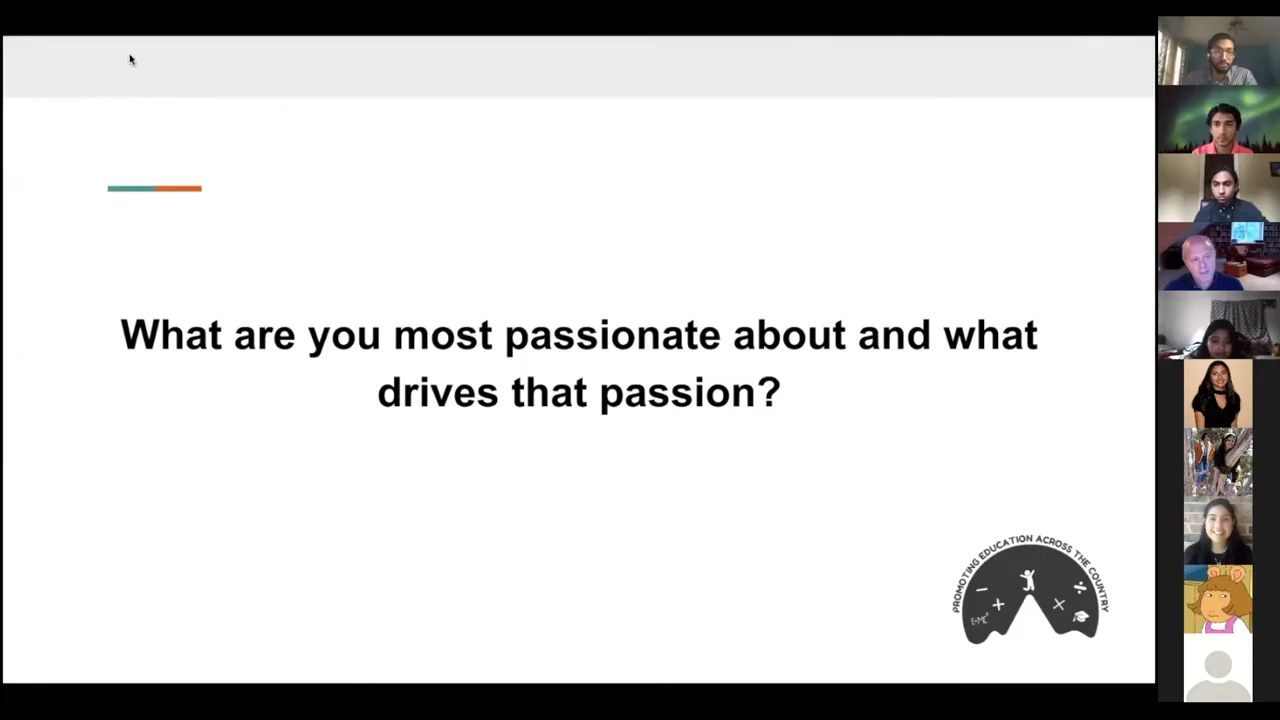 What are you most passionate about and what
drives that passion?
PROMOTING EDUCATION ACROSS THE COUNTRY